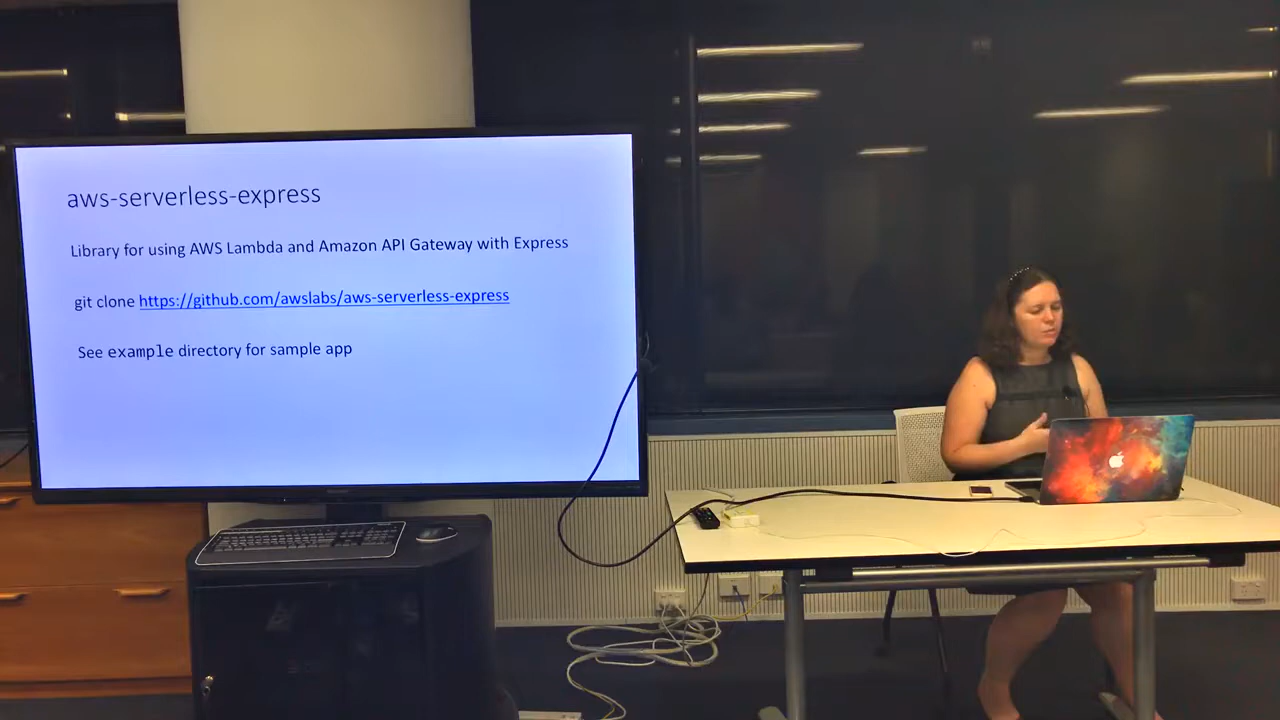 aws-serverless-express
Library for using AWS Lambda and Amazon API Gateway with Express
git clone https://github.com/awslabs/aws-serverless-express
See example directory for sample app